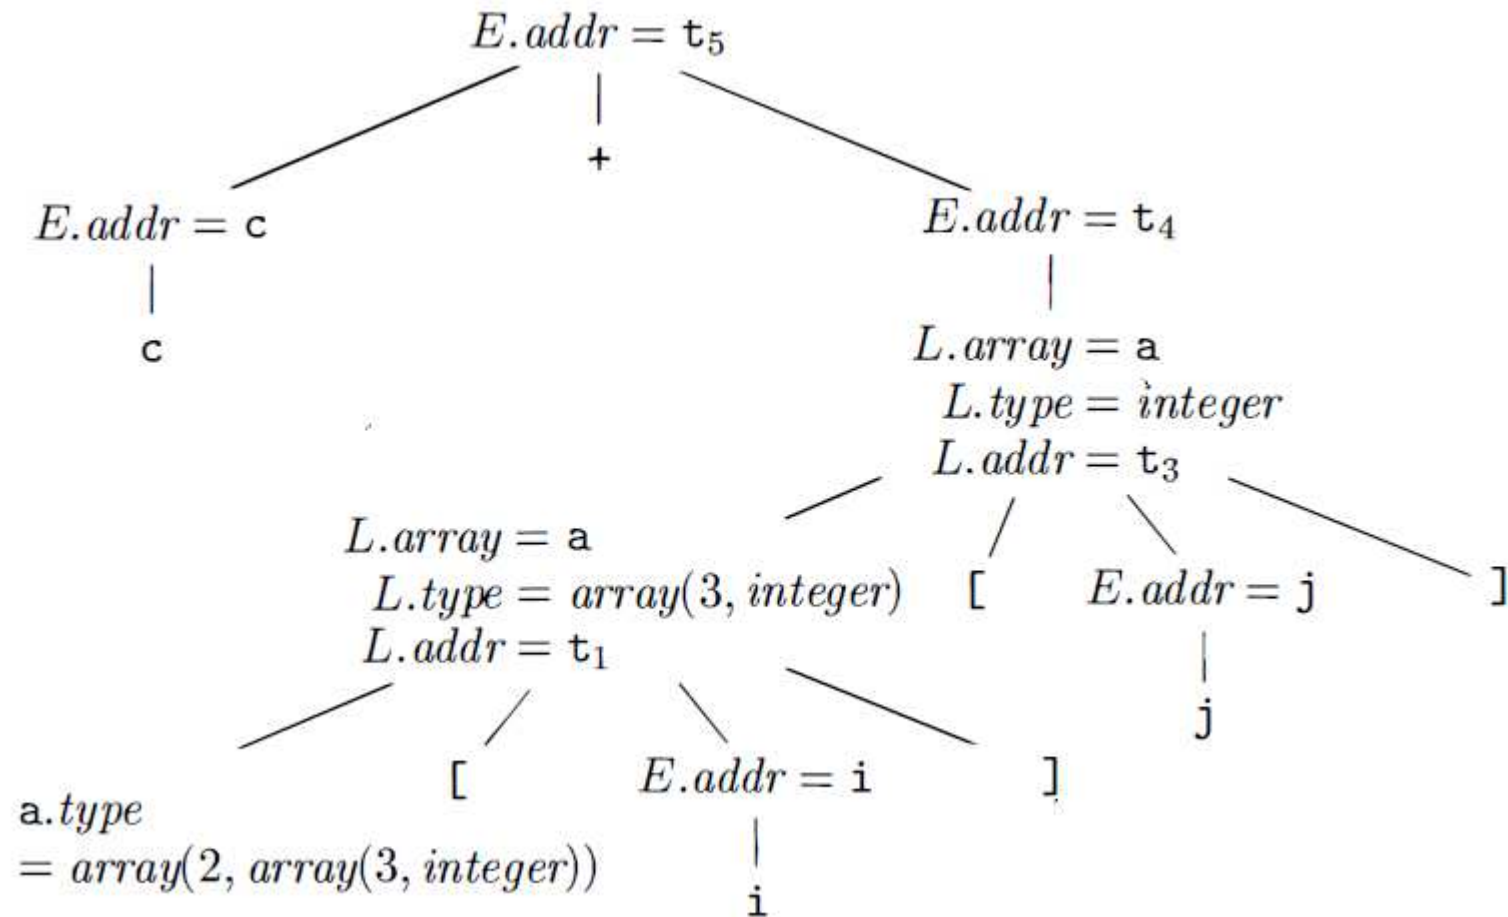 E.addr = t₅
+
E.addr = c
E.addr = t₄
c
L.array = a
L.type = integer
L.addr = t₃
L.array = a
L.type = array(3, integer)
L.addr = t₁
[
E.addr = j
]
j
a.type
= array(2, array(3, integer))
[
E.addr = i
]
i